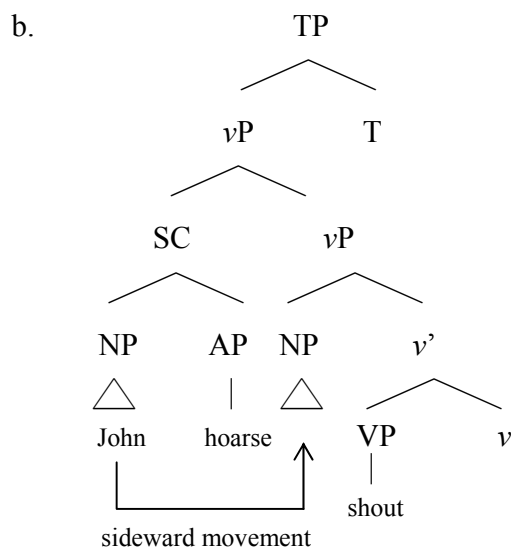 b. TP
vP T
SC vP
NP AP NP v’
John hoarse VP v
shout
sideward movement